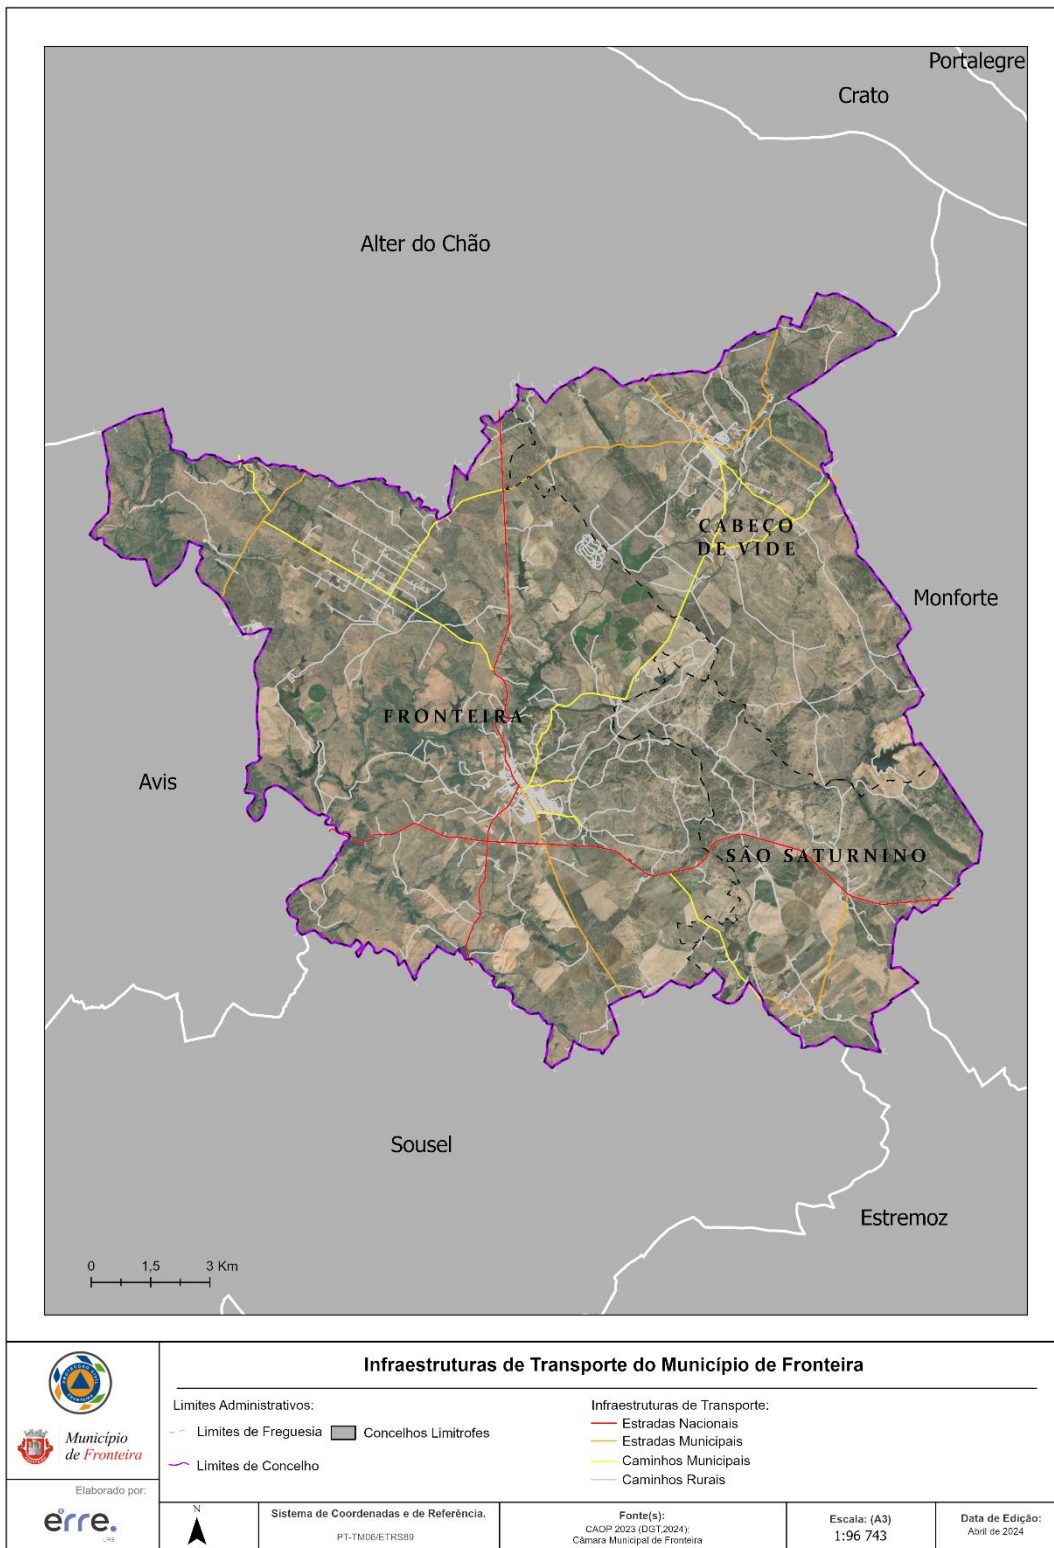 Portalegre
Crato
Alter do Chão
CABEÇO
DE VIDE
Monforte
FRONTEIRA
Avis
SÃO SATURNINO
Sousel
Estremoz
0 1,5 3 Km
Infraestruturas de Transporte do Município de Fronteira
Limites Administrativos:
Limites de Freguesia
Concelhos Limitrofes
Limites de Concelho
Infraestruturas de Transporte:
Estradas Nacionais
Estradas Municipais
Caminhos Municipais
Caminhos Rurais
Município
de Fronteira
Elaborado por:
erre.
N
Sistema de Coordenadas e de Referência.
PT-TM06/ETRS89
Fonte(s):
CAOP 2023 (DGT,2024);
Câmara Municipal de Fronteira
Escala: (A3)
1:96 743
Data de Edição:
Abril de 2024